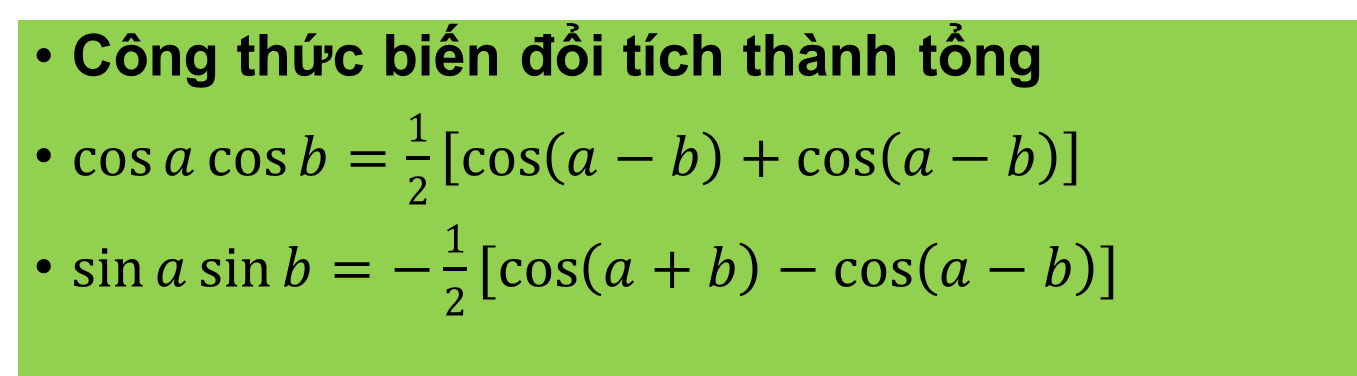 • Công thức biến đổi tích thành tổng
• cos a cos b = 1/2 [cos(a − b) + cos(a − b)]
• sin a sin b = −1/2 [cos(a + b) − cos(a − b)]